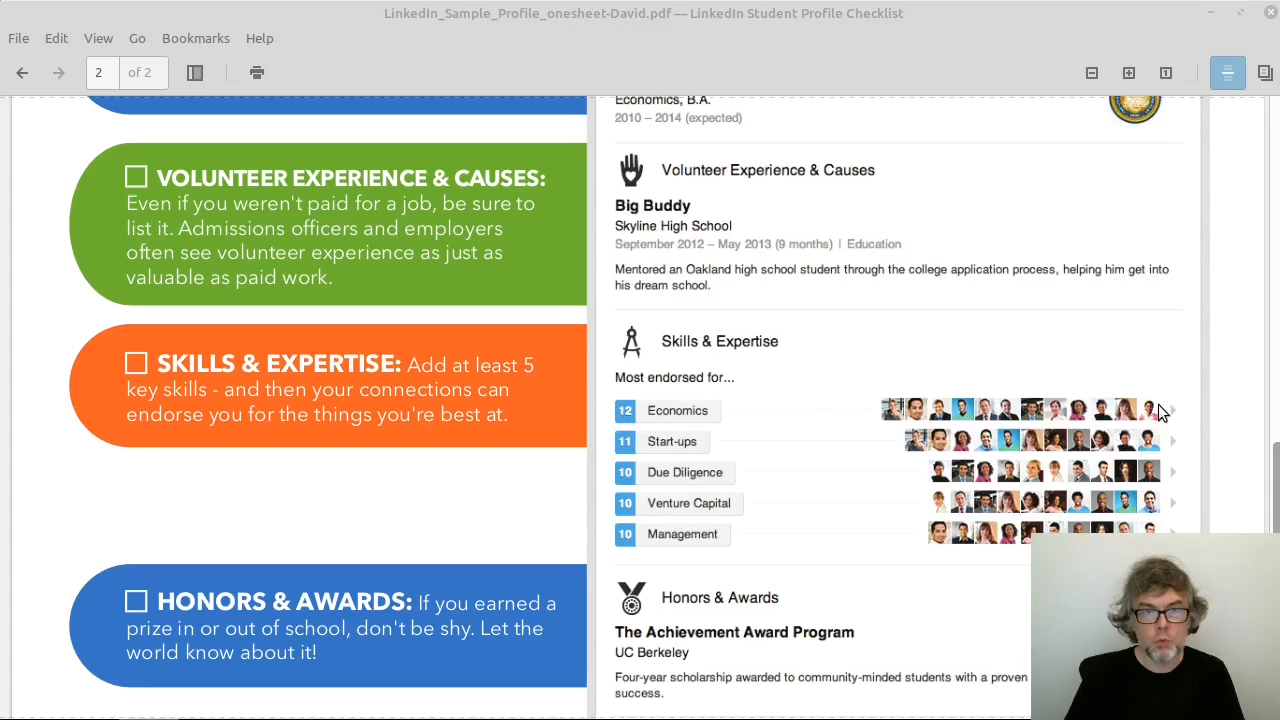 LinkedIn_Sample_Profile_onesheet-David.pdf — LinkedIn Student Profile Checklist
File Edit View Go Bookmarks Help
2 of 2
Economics, B.A.
2010 – 2014 (expected)
VOLUNTEER EXPERIENCE & CAUSES:
Even if you weren't paid for a job, be sure to
list it. Admissions officers and employers
often see volunteer experience as just as
valuable as paid work.
Volunteer Experience & Causes
Big Buddy
Skyline High School
September 2012 – May 2013 (9 months) | Education
Mentored an Oakland high school student through the college application process, helping him get into
his dream school.
SKILLS & EXPERTISE: Add at least 5
key skills - and then your connections can
endorse you for the things you're best at.
Skills & Expertise
Most endorsed for...
12 Economics
11 Start-ups
10 Due Diligence
10 Venture Capital
10 Management
HONORS & AWARDS: If you earned a
prize in or out of school, don't be shy. Let the
world know about it!
Honors & Awards
The Achievement Award Program
UC Berkeley
Four-year scholarship awarded to community-minded students with a proven
success.